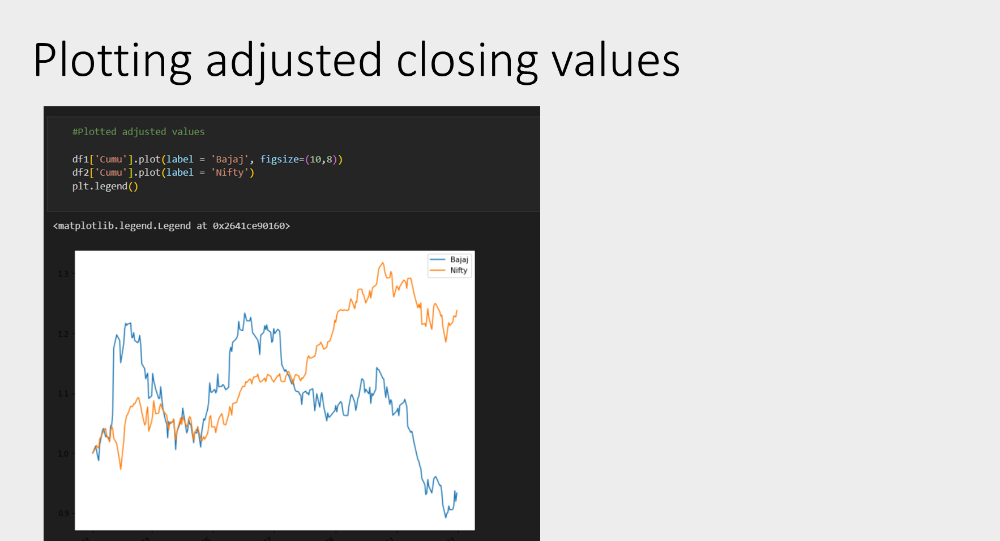 Plotting adjusted closing values
#Plotted adjusted values
df1['Cumu'].plot(label = 'Bajaj', figsize=(10,8))
df2['Cumu'].plot(label = 'Nifty')
plt.legend()
<matplotlib.legend.Legend at 0x2641ce90160>
Bajaj
Nifty
1.3
1.2
1.1
1.0
0.9